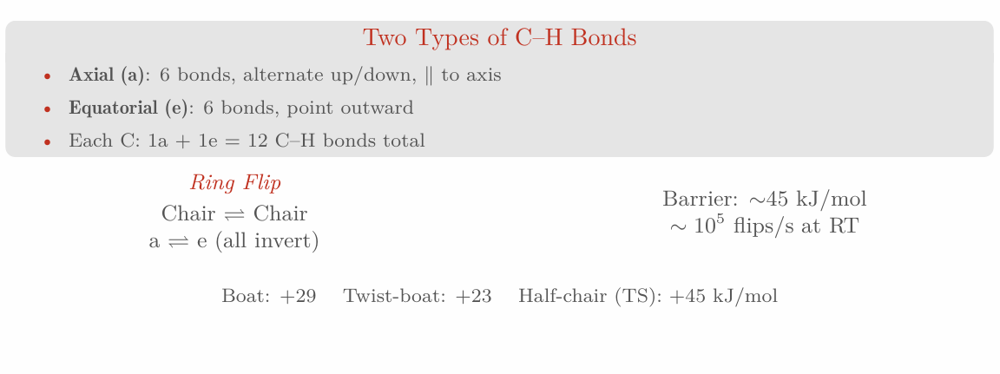 Two Types of C–H Bonds
• Axial (a): 6 bonds, alternate up/down, ∥ to axis
• Equatorial (e): 6 bonds, point outward
• Each C: 1a + 1e = 12 C–H bonds total
Ring Flip
Chair ⇌ Chair
a ⇌ e (all invert)
Barrier: ∼45 kJ/mol
∼ 10⁵ flips/s at RT
Boat: +29 Twist-boat: +23 Half-chair (TS): +45 kJ/mol